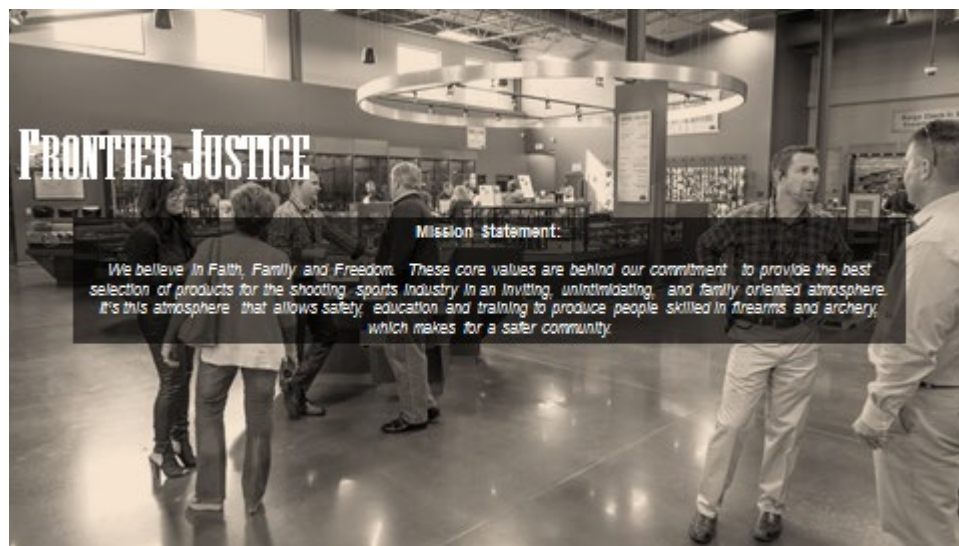 FRONTIER JUSTICE
Mission Statement:
We believe in Faith, Family and Freedom. These core values are behind our commitment to provide the best
selection of products for the shooting sports industry in an inviting, unintimidating, and family oriented atmosphere.
It's this atmosphere that allows safety, education and training to produce people skilled in firearms and archery,
which makes for a safer community.